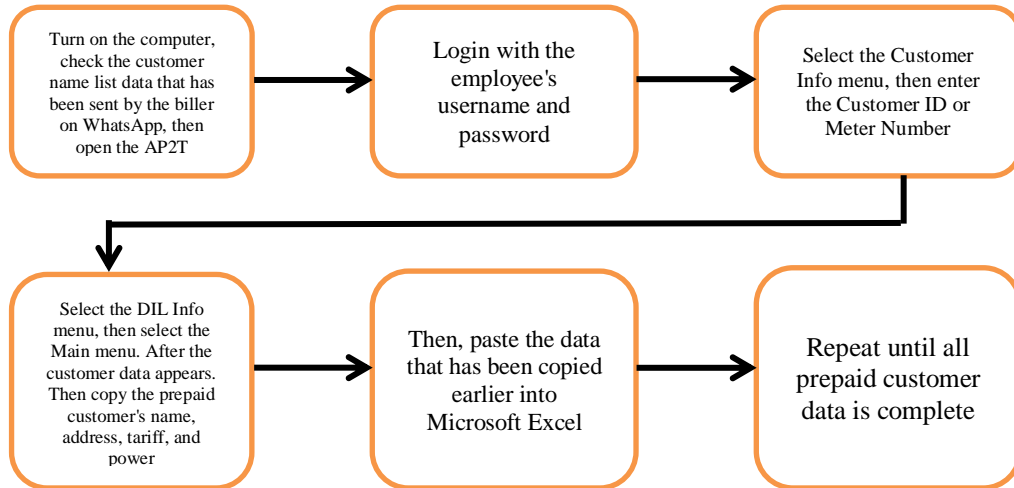 Turn on the computer,
check the customer
name list data that has
been sent by the biller
on WhatsApp, then
open the AP2T
Login with the
employee's
username and
password
Select the Customer
Info menu, then enter
the Customer ID or
Meter Number
Select the DIL Info
menu, then select the
Main menu. After the
customer data appears.
Then copy the prepaid
customer's name,
address, tariff, and
power
Then, paste the data
that has been copied
earlier into
Microsoft Excel
Repeat until all
prepaid customer
data is complete